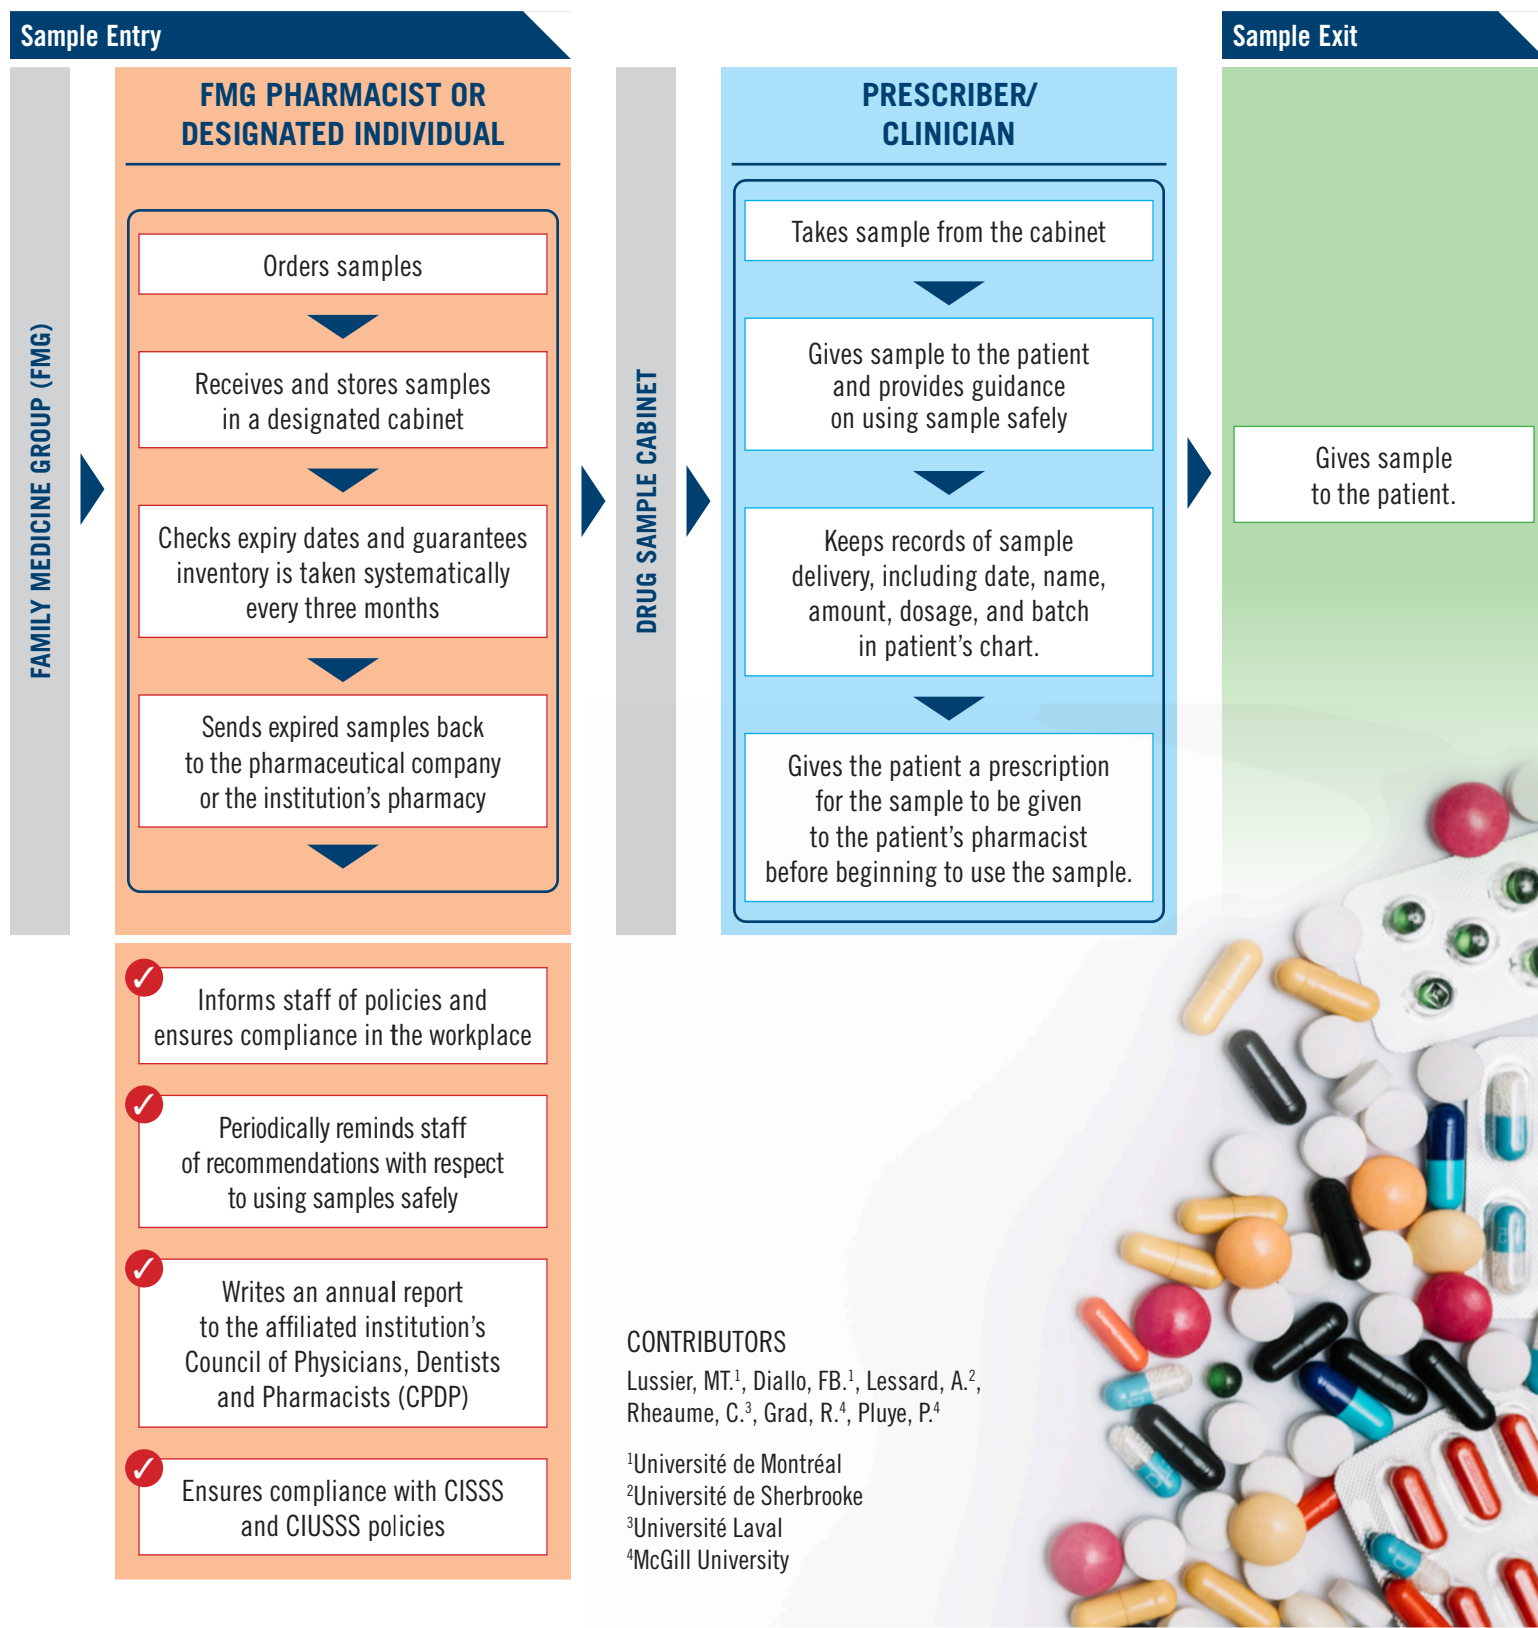 Sample Entry
FAMILY MEDICINE GROUP (FMG)
FMG PHARMACIST OR
DESIGNATED INDIVIDUAL
Orders samples
Receives and stores samples
in a designated cabinet
Checks expiry dates and guarantees
inventory is taken systematically
every three months
Sends expired samples back
to the pharmaceutical company
or the institution's pharmacy
✓
Informs staff of policies and
ensures compliance in the workplace
✓
Periodically reminds staff
of recommendations with respect
to using samples safely
✓
Writes an annual report
to the affiliated institution's
Council of Physicians, Dentists
and Pharmacists (CPDP)
✓
Ensures compliance with CISSS
and CIUSSS policies
DRUG SAMPLE CABINET
PRESCRIBER/
CLINICIAN
Takes sample from the cabinet
Gives sample to the patient
and provides guidance
on using sample safely
Keeps records of sample
delivery, including date, name,
amount, dosage, and batch
in patient's chart.
Gives the patient a prescription
for the sample to be given
to the patient's pharmacist
before beginning to use the sample.
Sample Exit
Gives sample
to the patient.
CONTRIBUTORS
Lussier, MT.¹, Diallo, FB.¹, Lessard, A.²,
Rheaume, C.³, Grad, R.⁴, Pluye, P.⁴
¹Université de Montréal
²Université de Sherbrooke
³Université Laval
⁴McGill University